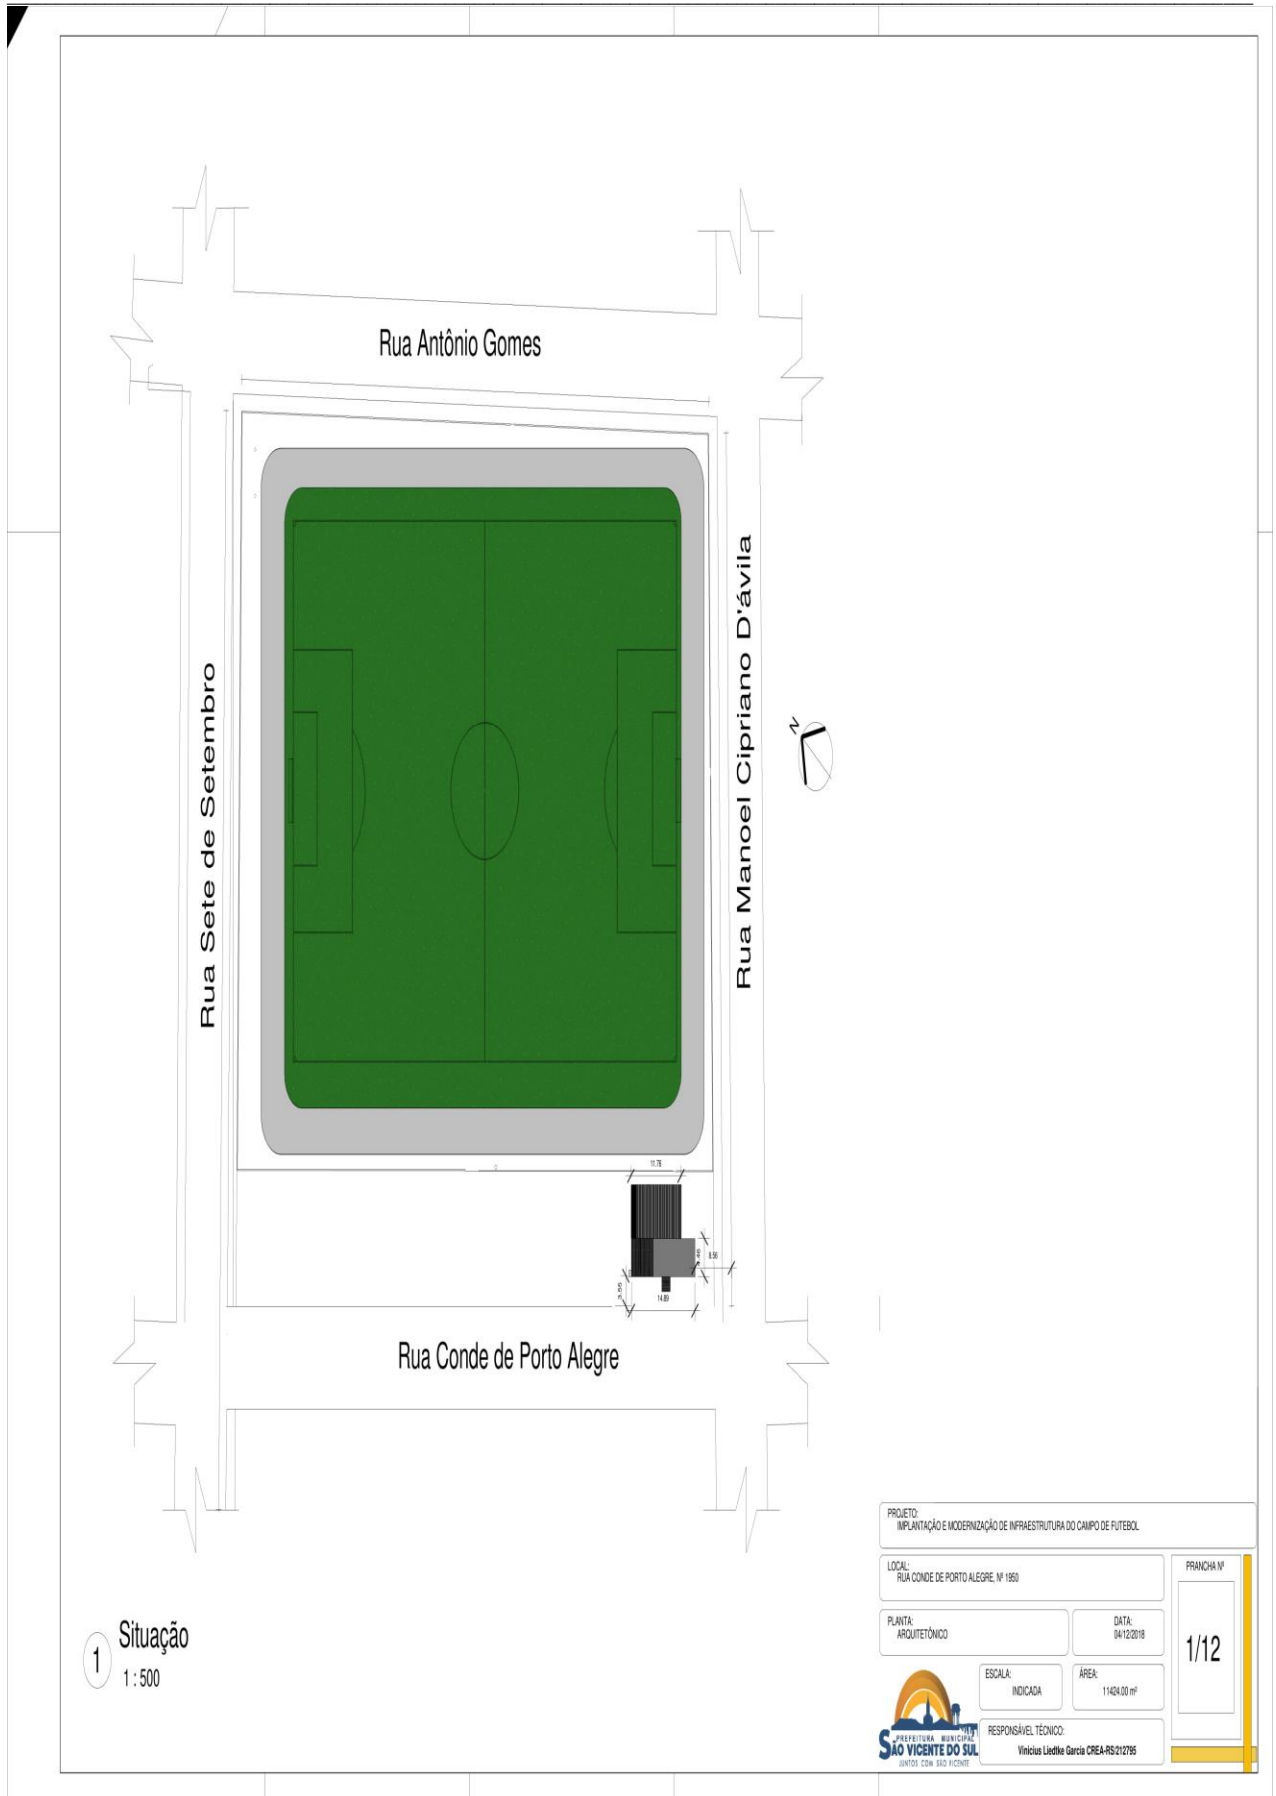 Rua Antônio Gomes
Rua Sete de Setembro
Rua Manoel Cipriano D'ávila
N
11.76
8.56
3.55
14.89
Rua Conde de Porto Alegre
1
Situação
1 : 500
PROJETO:
IMPLANTAÇÃO E MODERNIZAÇÃO DE INFRAESTRUTURA DO CAMPO DE FUTEBOL
LOCAL:
RUA CONDE DE PORTO ALEGRE, Nº 1950
PRANCHA Nº
1/12
PLANTA:
ARQUITETÔNICO
DATA:
04/12/2018
ESCALA:
INDICADA
ÁREA:
11424.00 m²
RESPONSÁVEL TÉCNICO:
Vinicius Liedtke Garcia CREA-RS:212795
PREFEITURA MUNICIPAL
SÃO VICENTE DO SUL
JUNTOS COM SÃO VICENTE